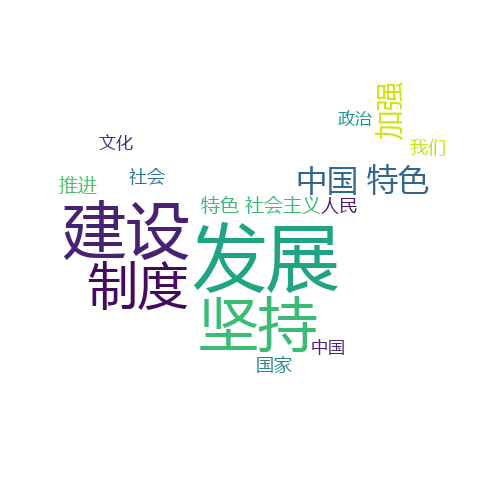 加强
政治
文化
我们
社会
推进
中国 特色
特色 社会主义
人民
建设
发展
制度
坚持
中国
国家